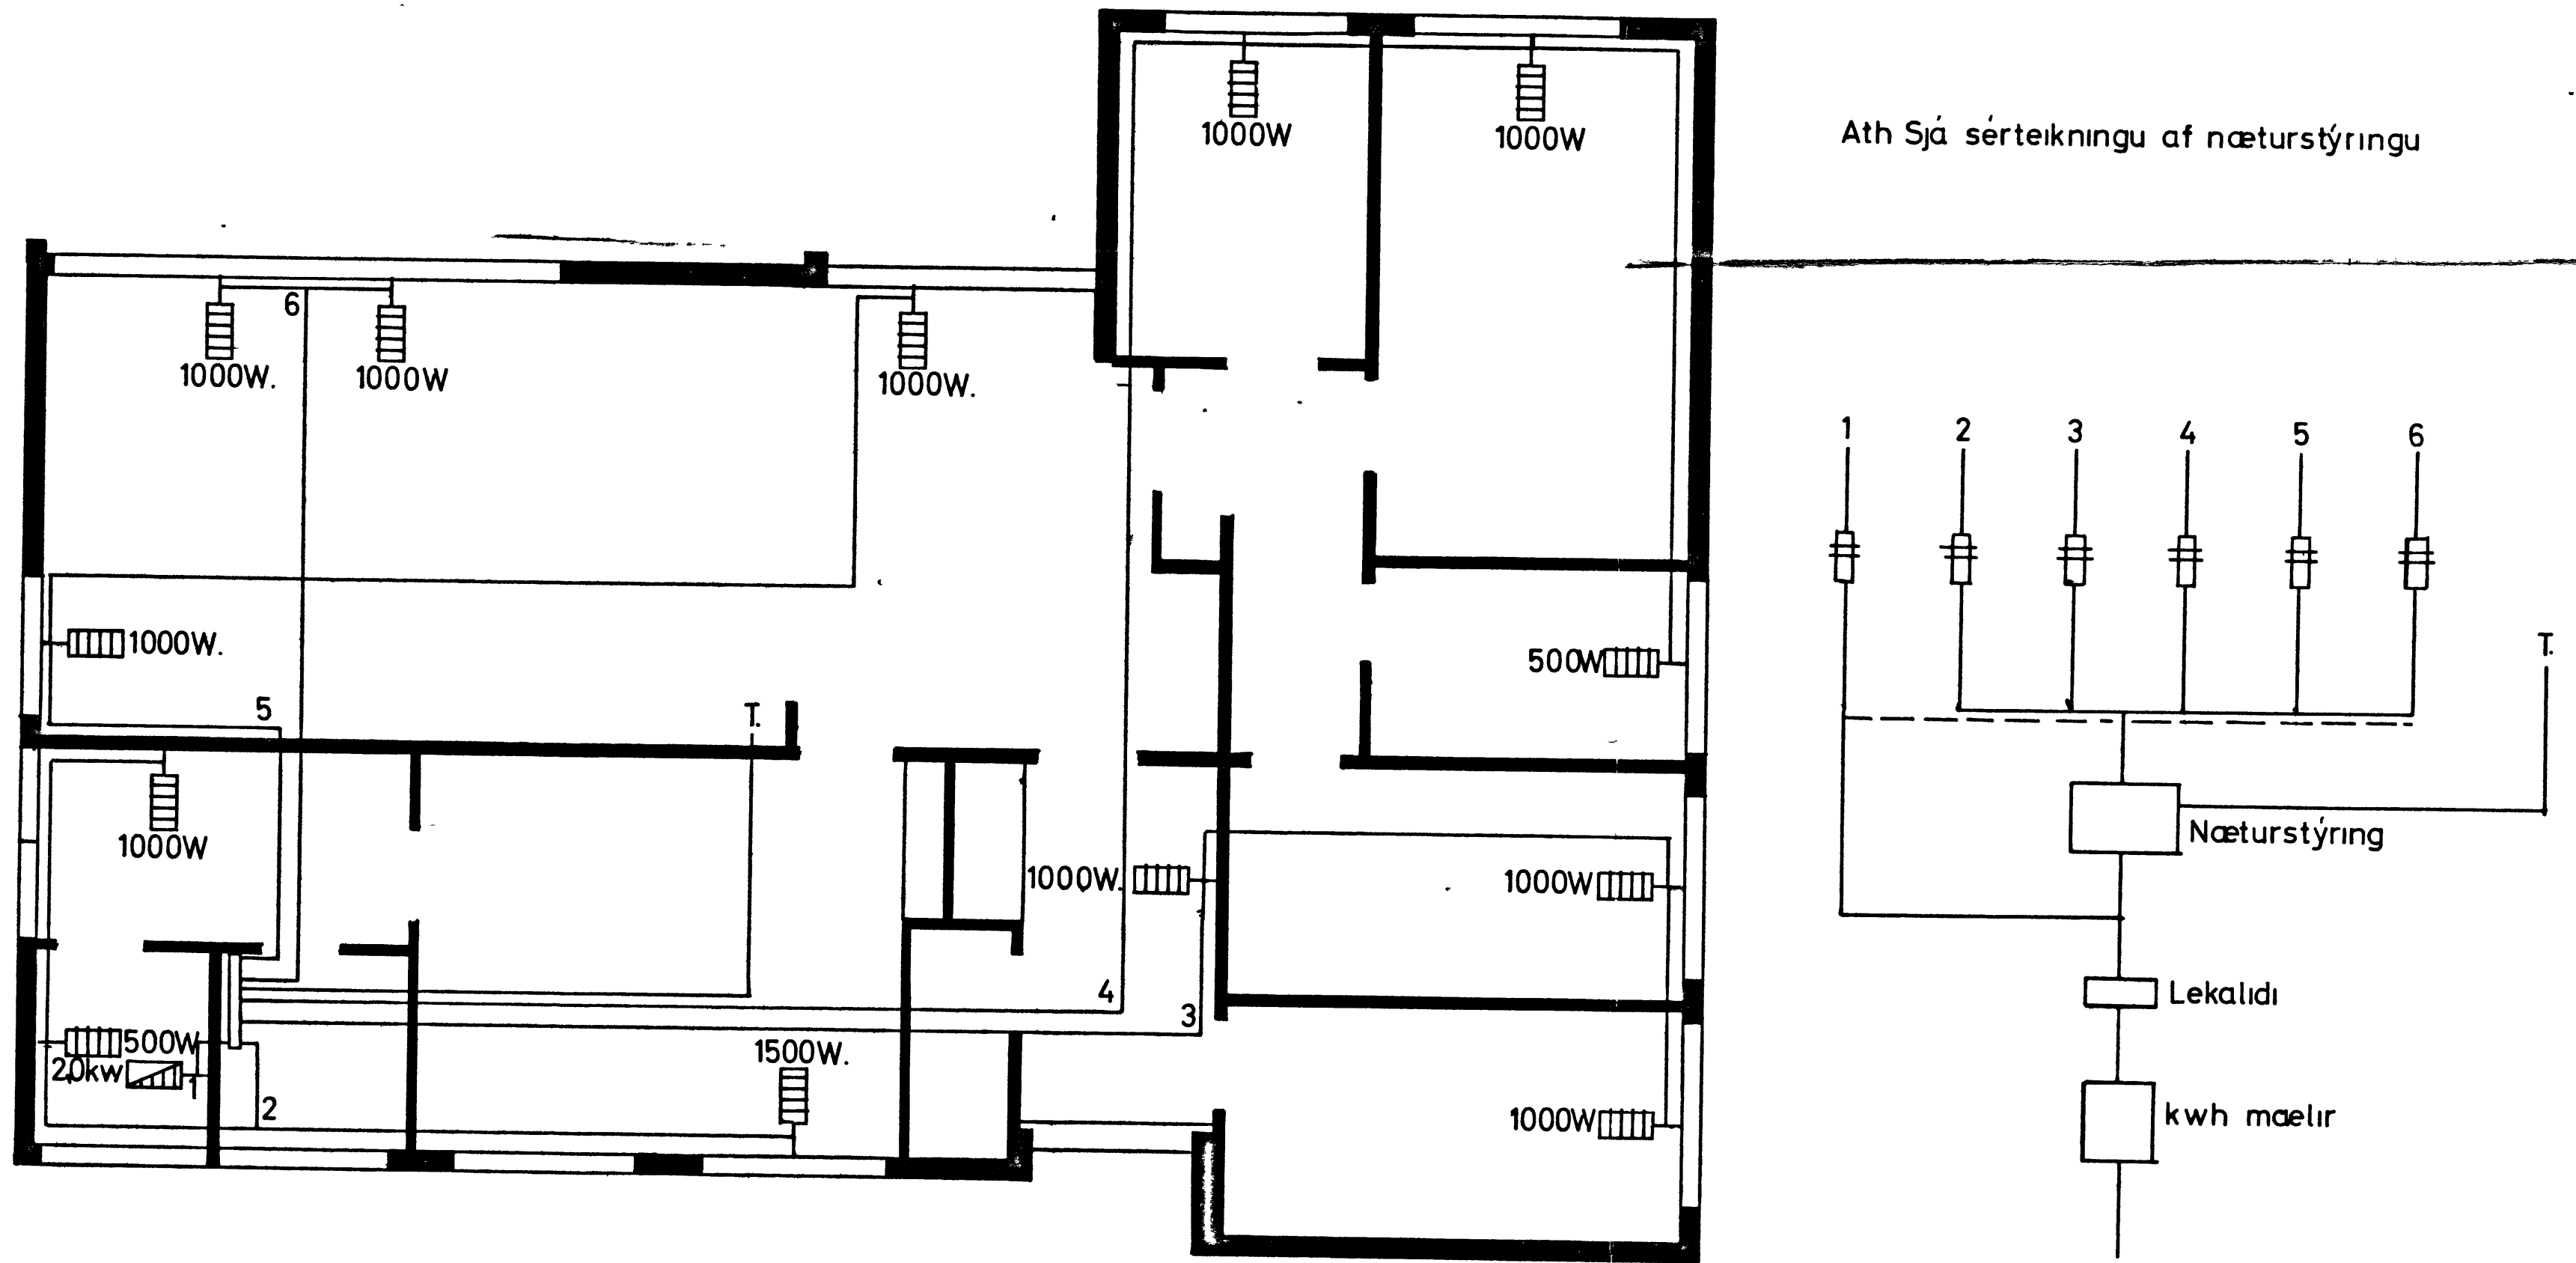 Ath Sjá sérteikningu af næturstýringu
1000W
1000W
6
1000W.
1000W
1000W.
1 2 3 4 5 6
1000W.
500W
T.
5
T.
1000W
Næturstýring
1000W.
1000W
4
3
Lekaliði
500W
20kw
1
2
1500W.
1000W
kwh mælir